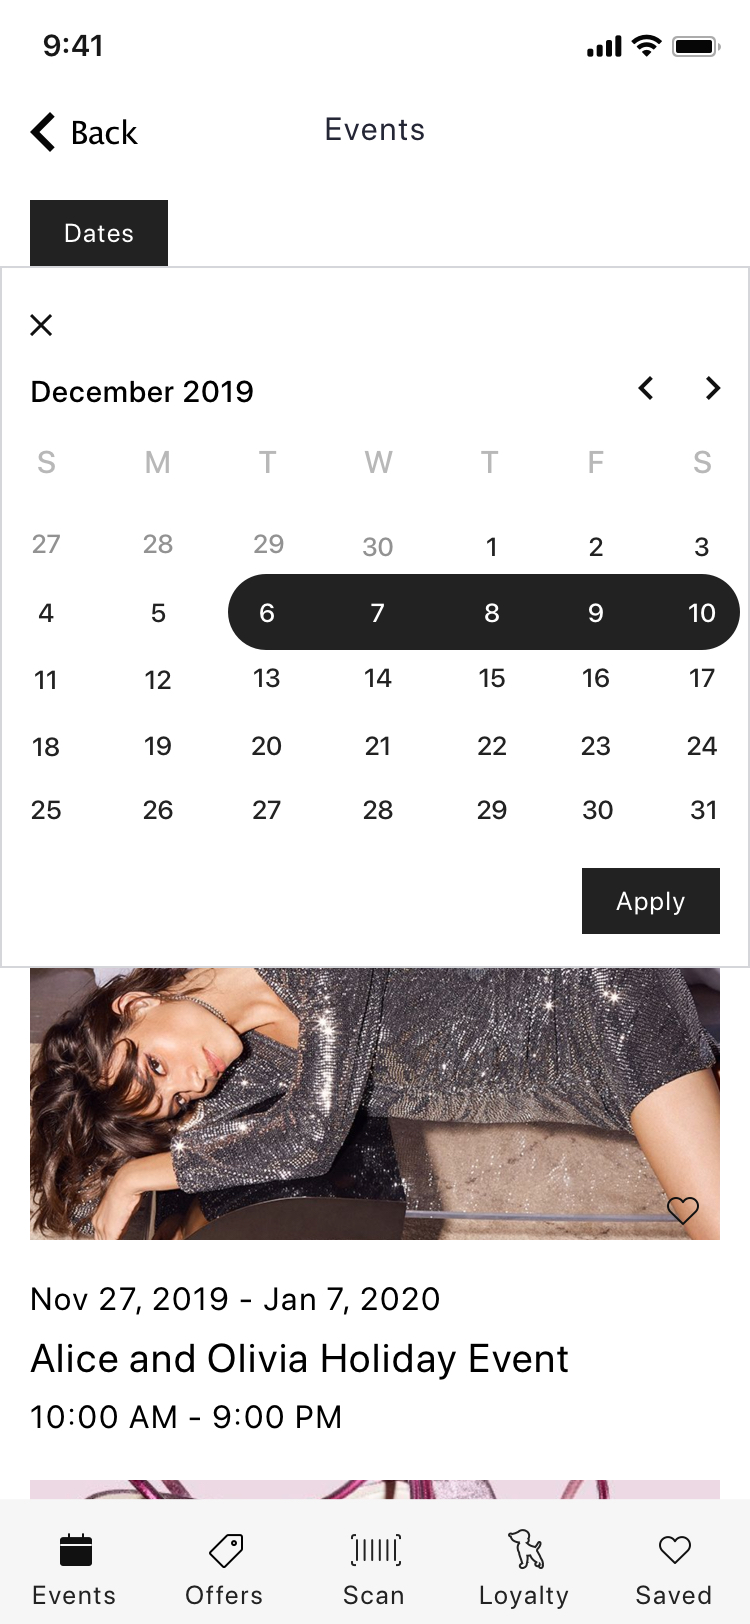 9:41
Back
Events
Dates
December 2019
S M T W T F S
27 28 29 30 1 2 3
4 5 6 7 8 9 10
11 12 13 14 15 16 17
18 19 20 21 22 23 24
25 26 27 28 29 30 31
Apply
Nov 27, 2019 - Jan 7, 2020
Alice and Olivia Holiday Event
10:00 AM - 9:00 PM
Events Offers Scan Loyalty Saved